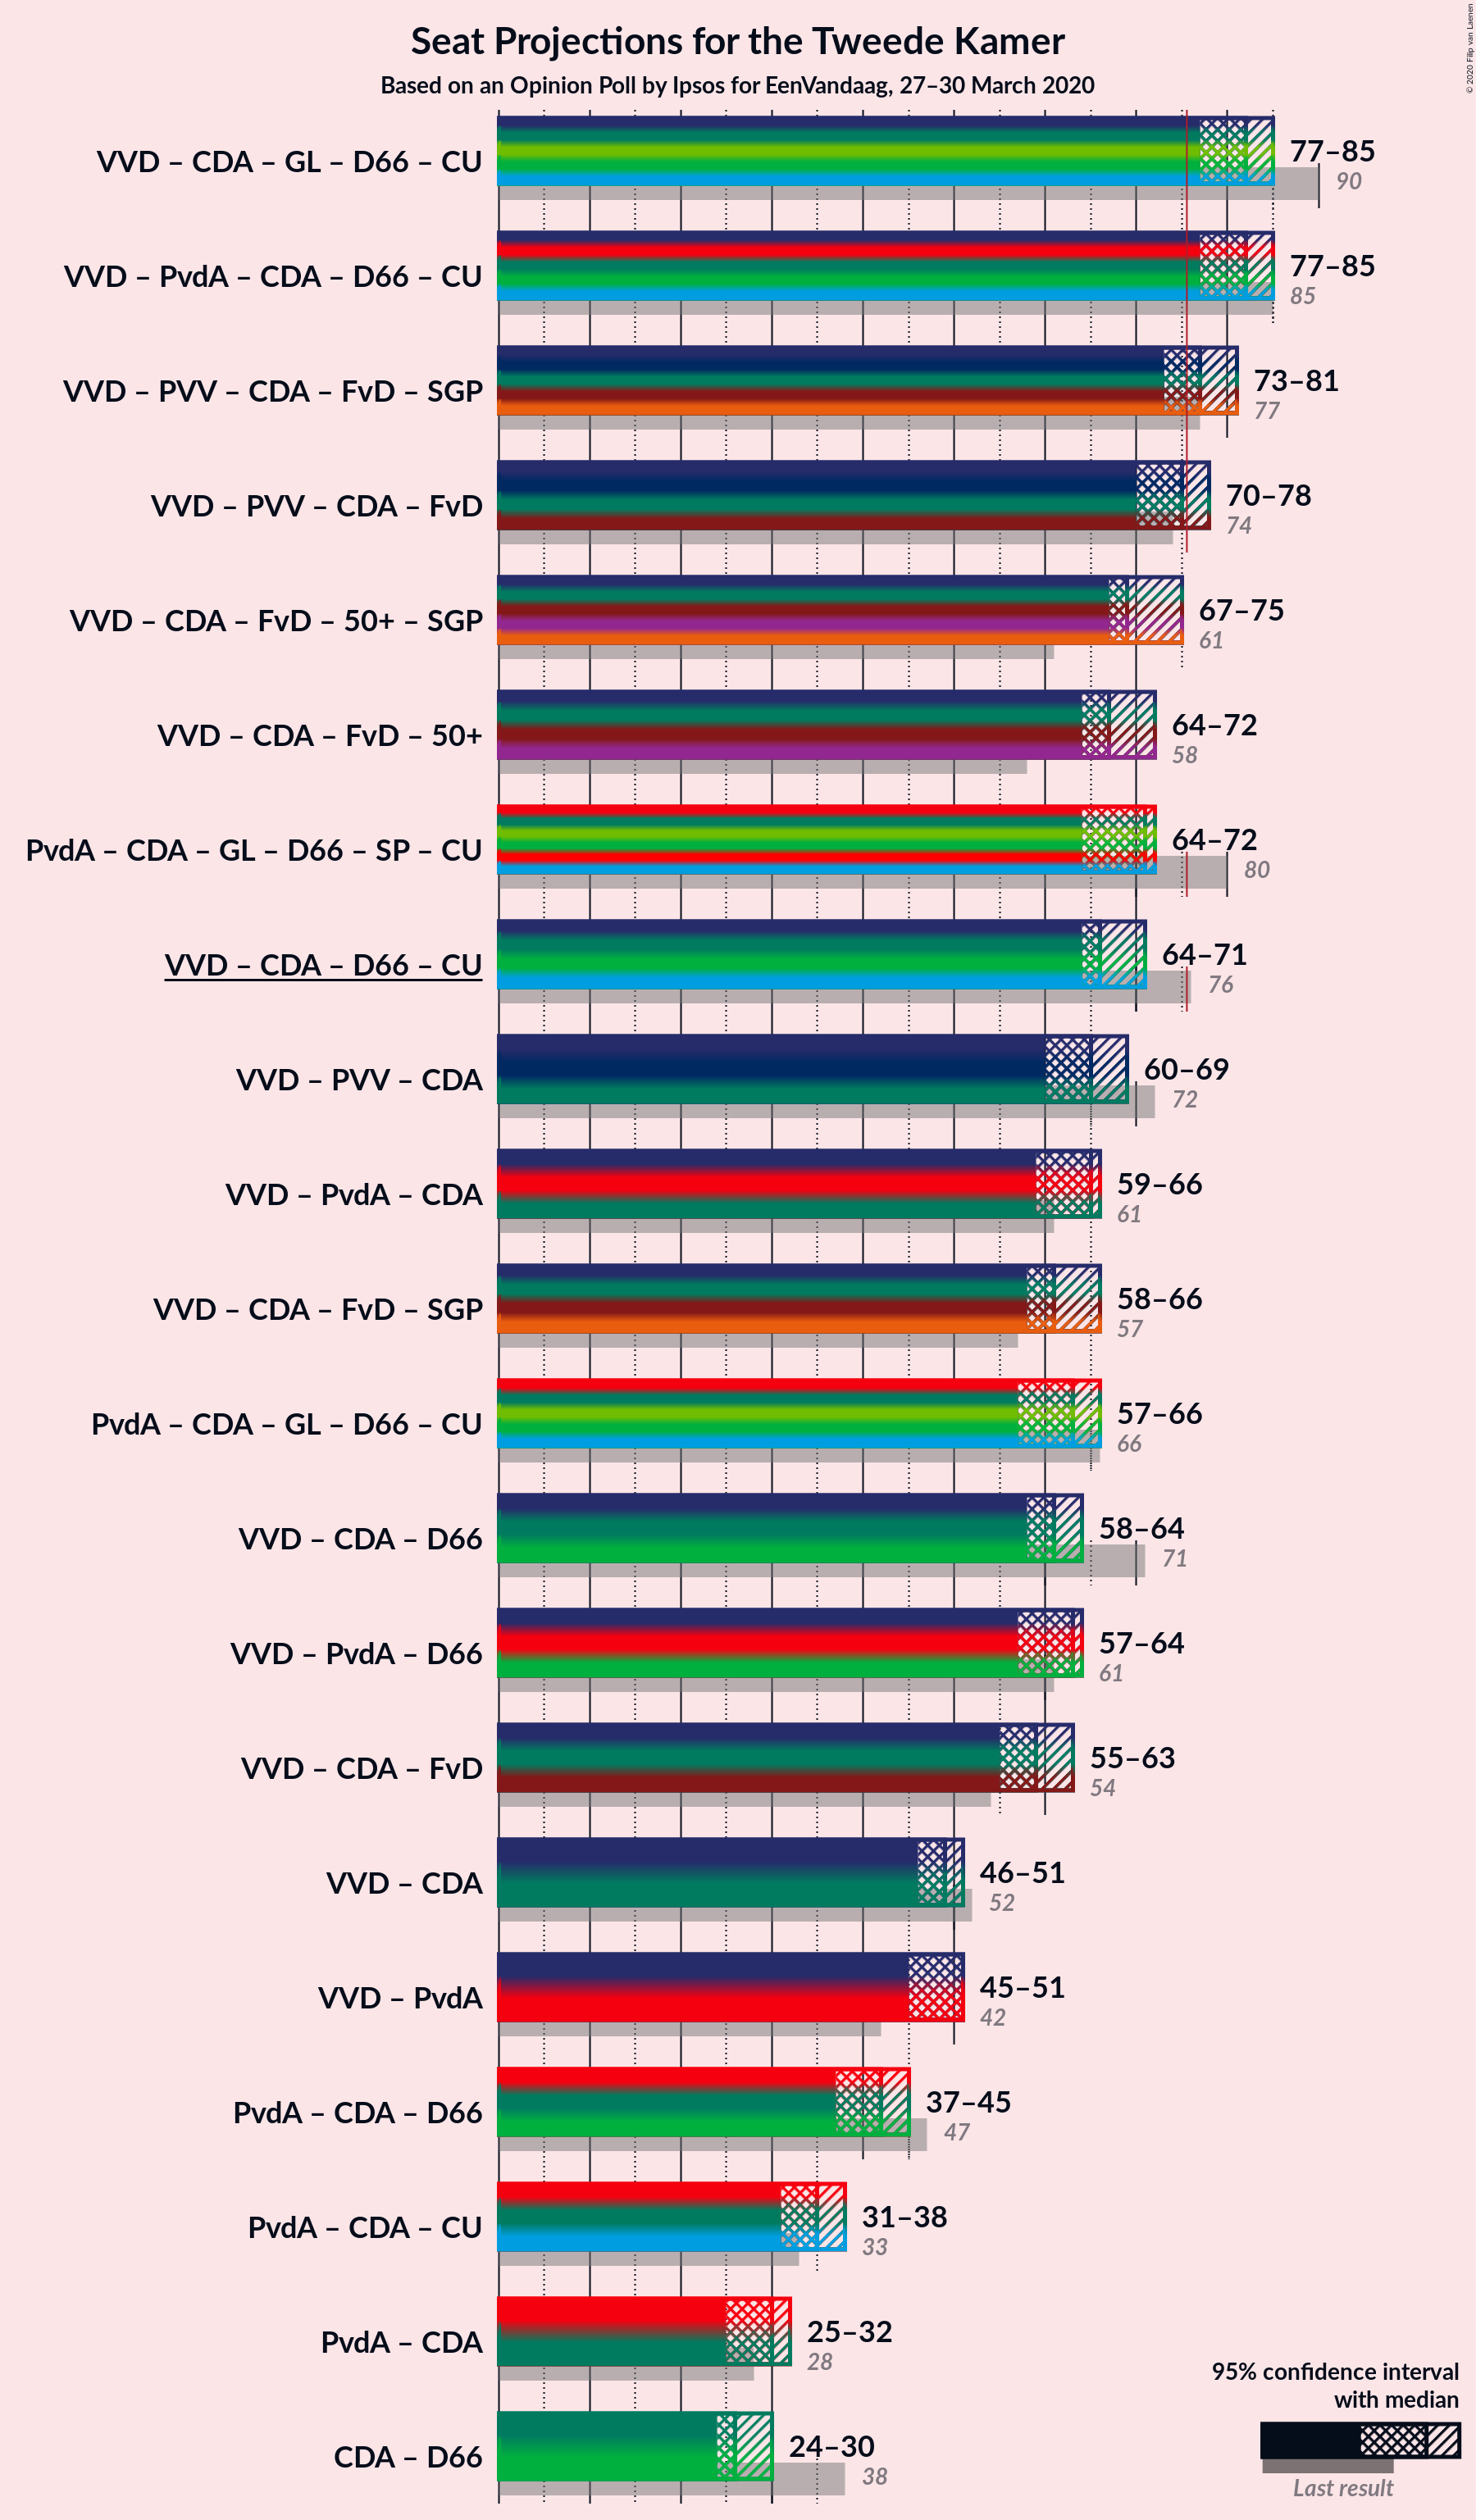 Seat Projections for the Tweede Kamer
Based on an Opinion Poll by Ipsos for EenVandaag, 27–30 March 2020
© 2020 Filip van Laenen
VVD – CDA – GL – D66 – CU
77–85
90
VVD – PvdA – CDA – D66 – CU
77–85
85
VVD – PVV – CDA – FvD – SGP
73–81
77
VVD – PVV – CDA – FvD
70–78
74
VVD – CDA – FvD – 50+ – SGP
67–75
61
VVD – CDA – FvD – 50+
64–72
58
PvdA – CDA – GL – D66 – SP – CU
64–72
80
VVD – CDA – D66 – CU
64–71
76
VVD – PVV – CDA
60–69
72
VVD – PvdA – CDA
59–66
61
VVD – CDA – FvD – SGP
58–66
57
PvdA – CDA – GL – D66 – CU
57–66
66
VVD – CDA – D66
58–64
71
VVD – PvdA – D66
57–64
61
VVD – CDA – FvD
55–63
54
VVD – CDA
46–51
52
VVD – PvdA
45–51
42
PvdA – CDA – D66
37–45
47
PvdA – CDA – CU
31–38
33
PvdA – CDA
25–32
28
CDA – D66
24–30
38
95% confidence interval
with median
Last result